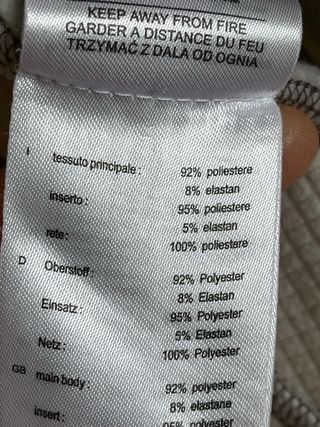 KEEP AWAY FROM FIRE
GARDER A DISTANCE DU FEU
TRZYMAĆ Z DALA OD OGNIA
I tessuto principale : 92% poliestere
8% elastan
inserto : 95% poliestere
5% elastan
rete : 100% poliestere
D Oberstoff : 92% Polyester
8% Elastan
Einsatz : 95% Polyester
5% Elastan
Netz : 100% Polyester
GB main body : 92% polyester
8% elastane
insert : 95% polyester